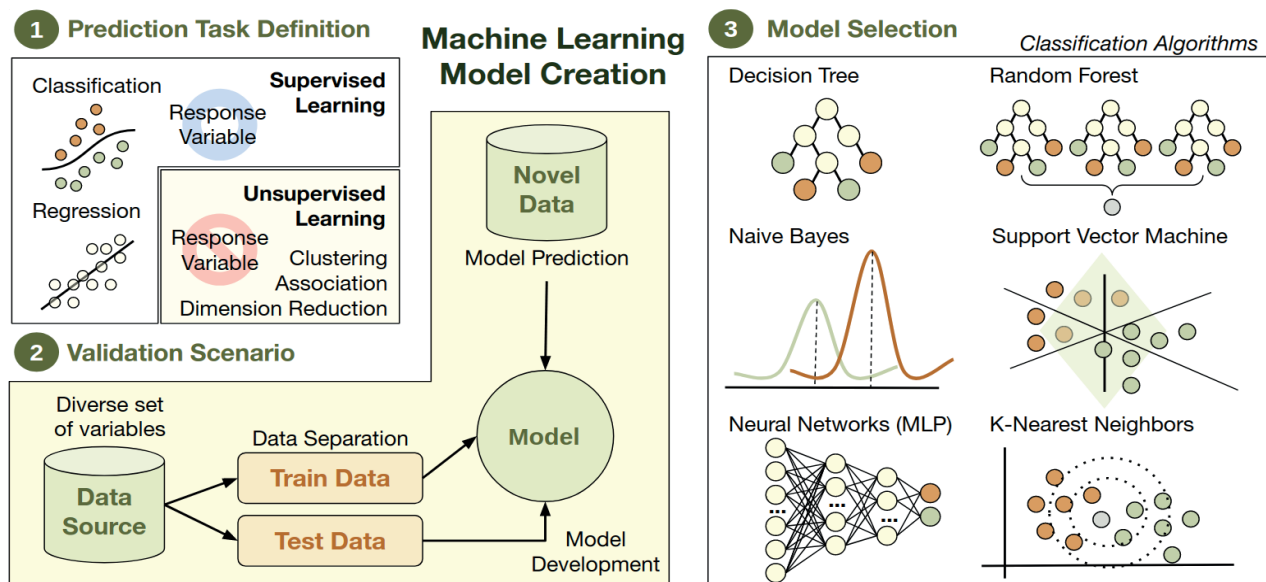 1 Prediction Task Definition
Machine Learning
Model Creation
Classification
Response
Variable
Supervised
Learning
Regression
Unsupervised
Learning
Response
Variable
Clustering
Association
Dimension Reduction
2 Validation Scenario
Novel
Data
Model Prediction
Diverse set
of variables
Data
Source
Data Separation
Train Data
Test Data
Model
Model
Development
3 Model Selection
Classification Algorithms
Decision Tree
Random Forest
Naive Bayes
Support Vector Machine
Neural Networks (MLP)
K-Nearest Neighbors
...
...
...